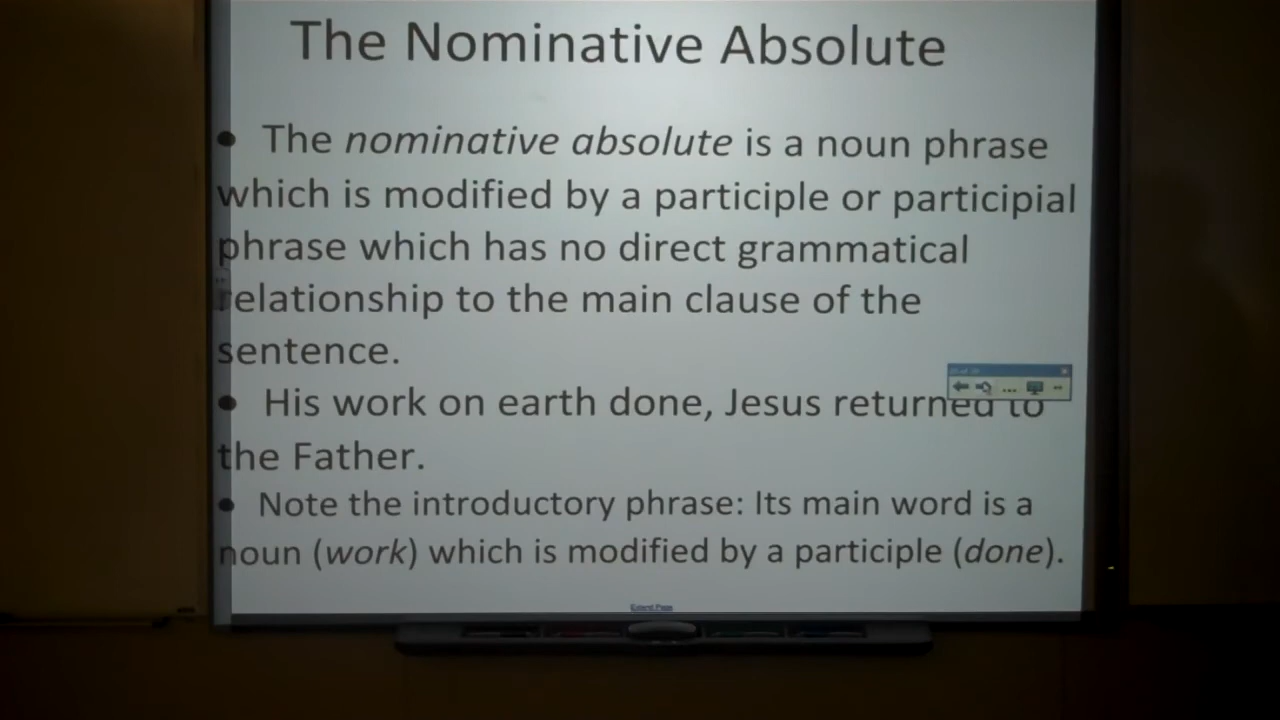 The Nominative Absolute
• The nominative absolute is a noun phrase
which is modified by a participle or participial
phrase which has no direct grammatical
relationship to the main clause of the
sentence.
• His work on earth done, Jesus returned to
the Father.
• Note the introductory phrase: Its main word is a
noun (work) which is modified by a participle (done).